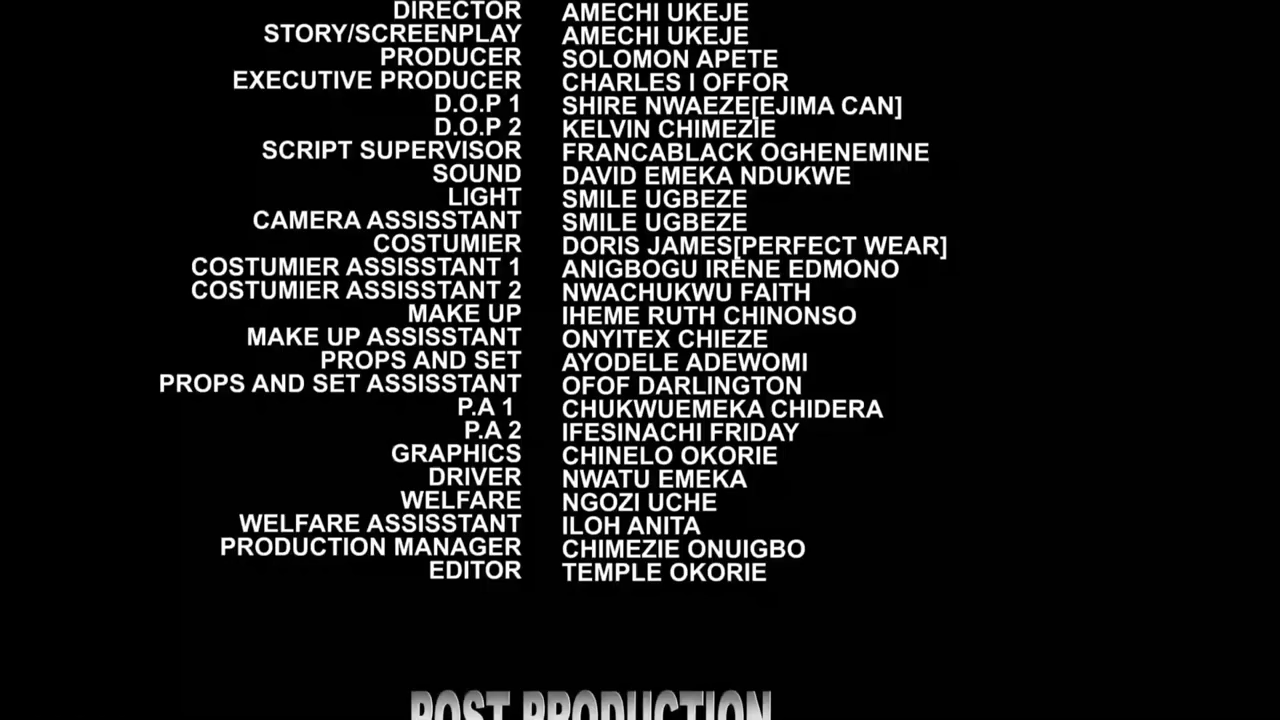 DIRECTOR AMECHI UKEJE
STORY/SCREENPLAY AMECHI UKEJE
PRODUCER SOLOMON APETE
EXECUTIVE PRODUCER CHARLES I OFFOR
D.O.P 1 SHIRE NWAEZE[EJIMA CAN]
D.O.P 2 KELVIN CHIMEZIE
SCRIPT SUPERVISOR FRANCABLACK OGHENEMINE
SOUND DAVID EMEKA NDUKWE
LIGHT SMILE UGBEZE
CAMERA ASSISSTANT SMILE UGBEZE
COSTUMIER DORIS JAMES[PERFECT WEAR]
COSTUMIER ASSISSTANT 1 ANIGBOGU IRENE EDMONO
COSTUMIER ASSISSTANT 2 NWACHUKWU FAITH
MAKE UP IHEME RUTH CHINONSO
MAKE UP ASSISSTANT ONYITEX CHIEZE
PROPS AND SET AYODELE ADEWOMI
PROPS AND SET ASSISSTANT OFOF DARLINGTON
P.A 1 CHUKWUEMEKA CHIDERA
P.A 2 IFESINACHI FRIDAY
GRAPHICS CHINELO OKORIE
DRIVER NWATU EMEKA
WELFARE NGOZI UCHE
WELFARE ASSISSTANT ILOH ANITA
PRODUCTION MANAGER CHIMEZIE ONUIGBO
EDITOR TEMPLE OKORIE
POST PRODUCTION